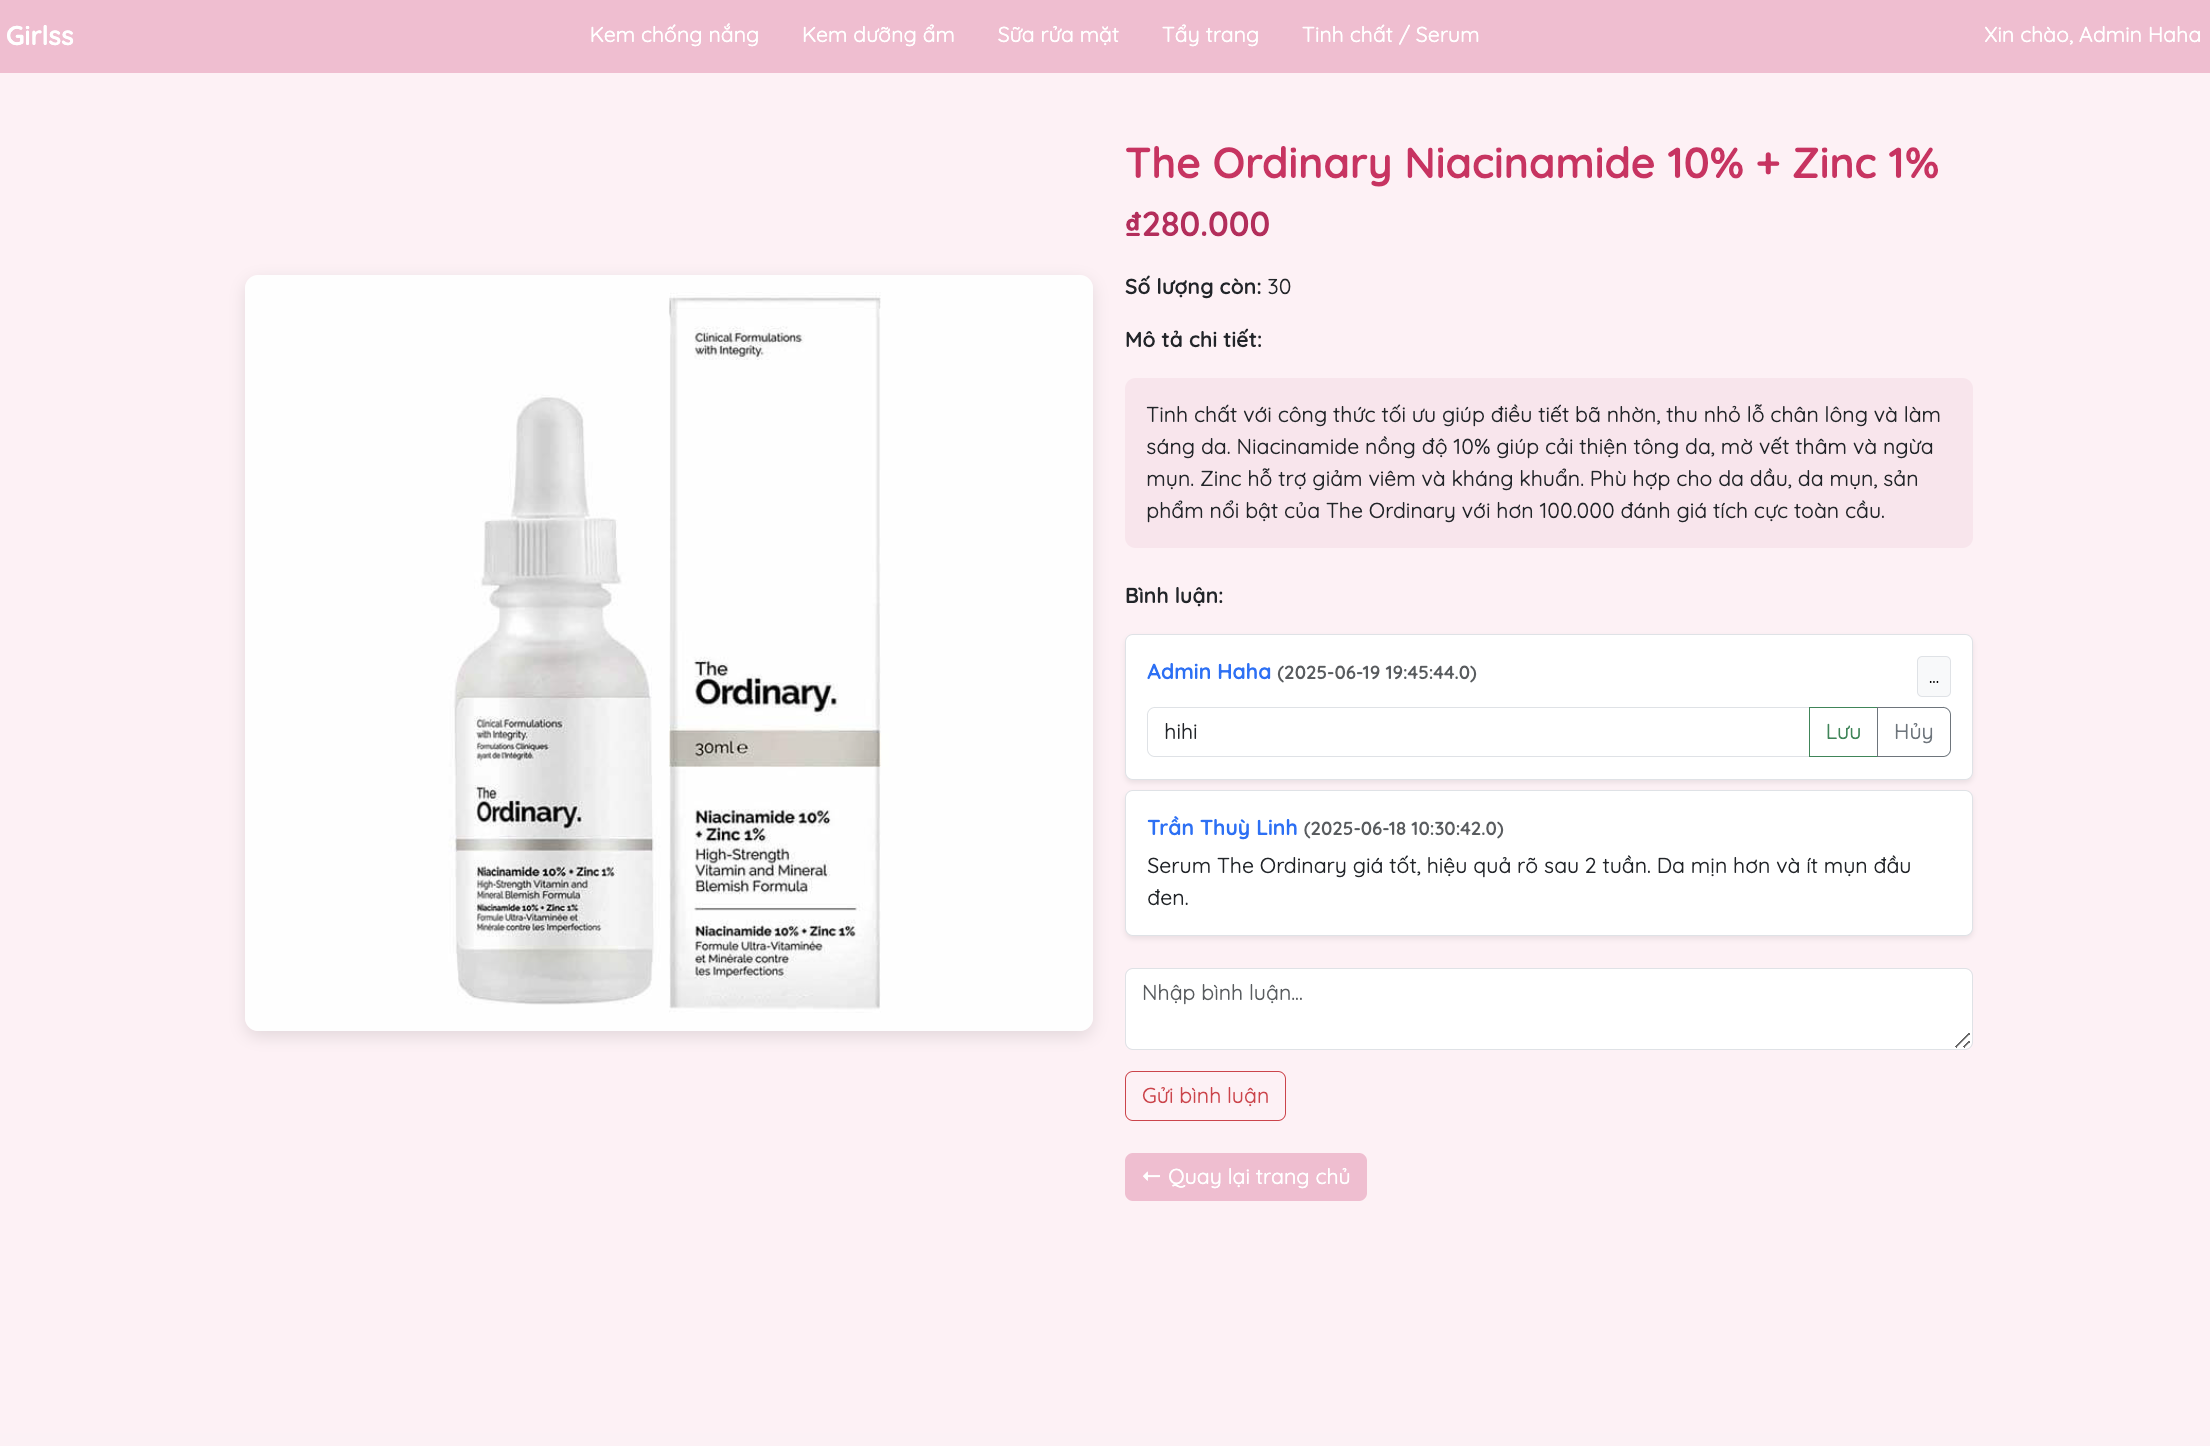 Girlss
Kem chống nắng
Kem dưỡng ẩm
Sữa rửa mặt
Tẩy trang
Tinh chất / Serum
Xin chào, Admin Haha
The Ordinary Niacinamide 10% + Zinc 1%
₫280.000
Số lượng còn: 30
Mô tả chi tiết:
Tinh chất với công thức tối ưu giúp điều tiết bã nhờn, thu nhỏ lỗ chân lông và làm
sáng da. Niacinamide nồng độ 10% giúp cải thiện tông da, mờ vết thâm và ngừa
mụn. Zinc hỗ trợ giảm viêm và kháng khuẩn. Phù hợp cho da dầu, da mụn, sản
phẩm nổi bật của The Ordinary với hơn 100.000 đánh giá tích cực toàn cầu.
Bình luận:
Admin Haha (2025-06-19 19:45:44.0)
...
hihi
Lưu
Hủy
Trần Thuỳ Linh (2025-06-18 10:30:42.0)
Serum The Ordinary giá tốt, hiệu quả rõ sau 2 tuần. Da mịn hơn và ít mụn đầu
đen.
Nhập bình luận...
Gửi bình luận
← Quay lại trang chủ
Clinical Formulations
with Integrity.
The
Ordinary.
30ml e
Niacinamide 10%
+ Zinc 1%
High-Strength
Vitamin and Mineral
Blemish Formula
Niacinamide 10% + Zinc 1%
Formule Ultra-Vitaminée
et Minérale contre
les Imperfections
Clinical Formulations
with Integrity.
Formulations Cliniques
ayant de l'Intégrité.
The
Ordinary.
Niacinamide 10% + Zinc 1%
High-Strength Vitamin and
Mineral Blemish Formula
Niacinamide 10% + Zinc 1%
Formule Ultra-Vitaminée et
Minérale contre les Imperfections